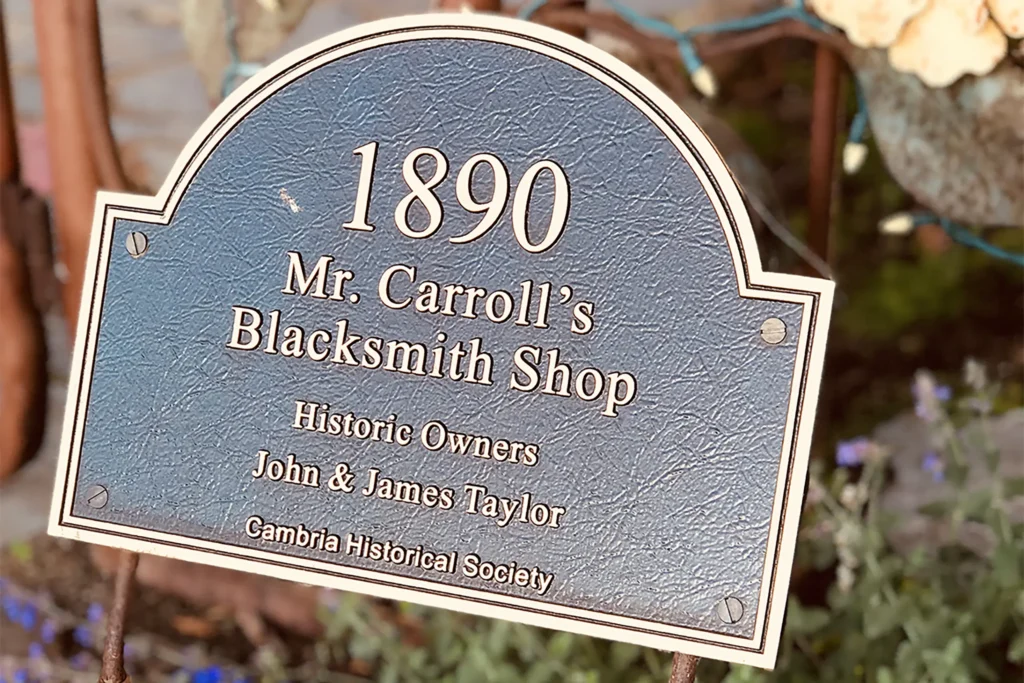 1890
Mr. Carroll's
Blacksmith Shop
Historic Owners
John & James Taylor
Cambria Historical Society